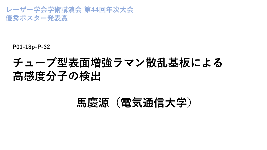 レーザー学会学術講演会 第44回年次大会
優秀ポスター発表賞
P01-18p-P-32
チューブ型表面増強ラマン散乱基板による
高感度分子の検出
馬慶源（電気通信大学）